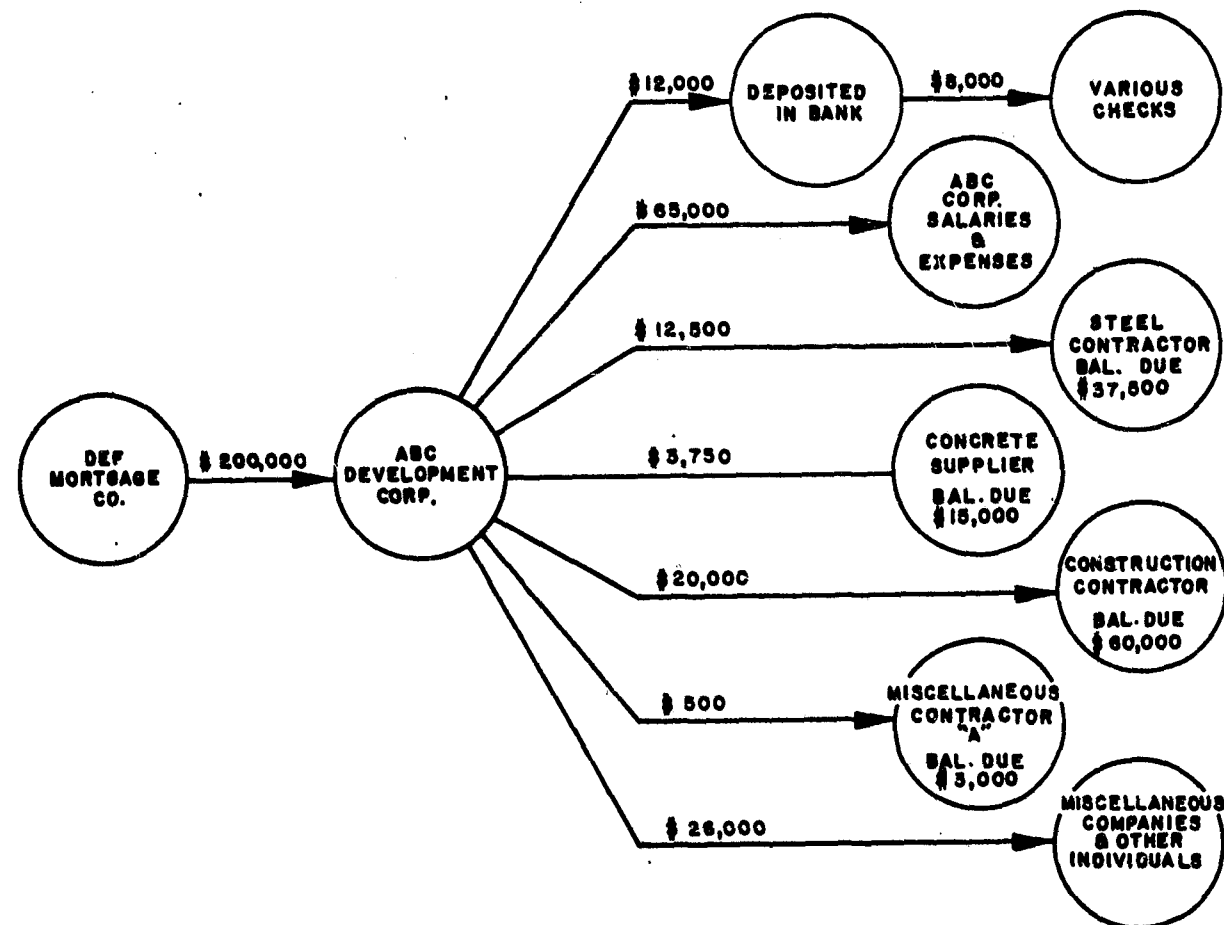 $12,000
DEPOSITED
IN BANK
$8,000
VARIOUS
CHECKS
$65,000
ABC
CORP.
SALARIES
&
EXPENSES
$12,500
STEEL
CONTRACTOR
BAL. DUE
$37,500
DEF
MORTGAGE
CO.
$200,000
ABC
DEVELOPMENT
CORP.
$3,750
CONCRETE
SUPPLIER
BAL. DUE
$15,000
$20,000
CONSTRUCTION
CONTRACTOR
BAL. DUE
$60,000
$500
MISCELLANEOUS
CONTRACTOR
"A"
BAL. DUE
$3,000
$26,000
MISCELLANEOUS
COMPANIES
& OTHER
INDIVIDUALS